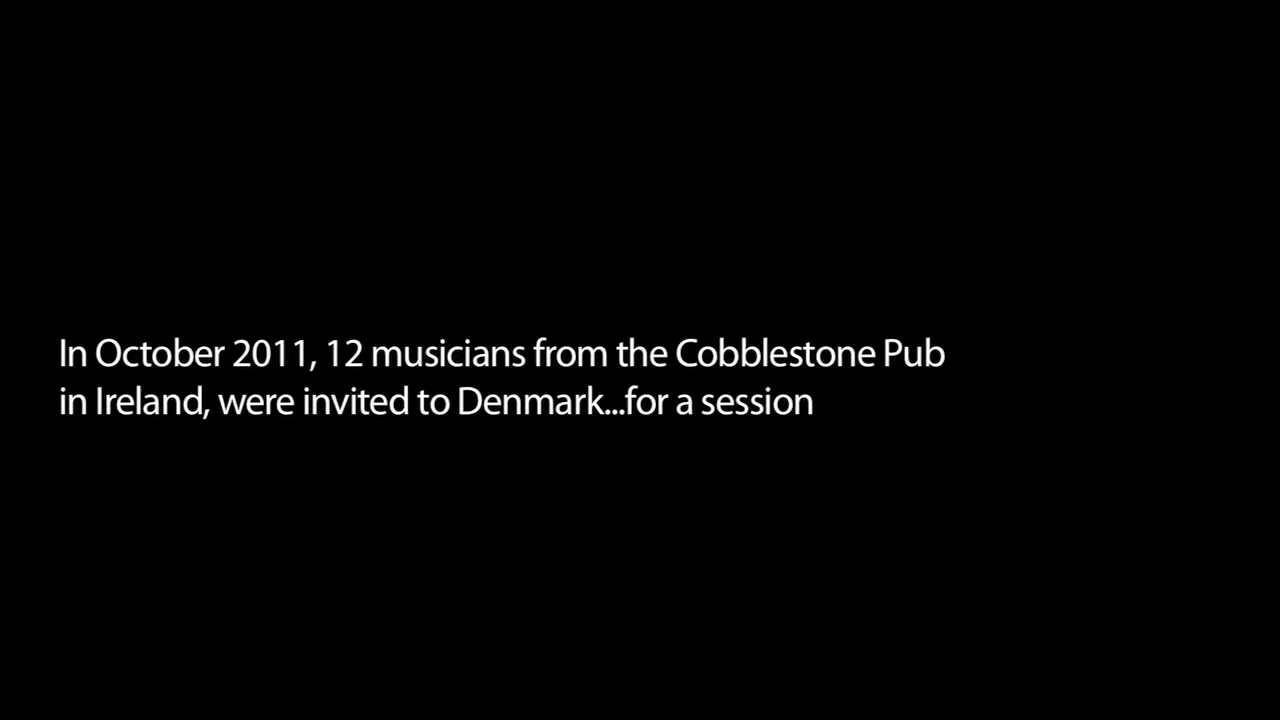 In October 2011, 12 musicians from the Cobblestone Pub
in Ireland, were invited to Denmark...for a session